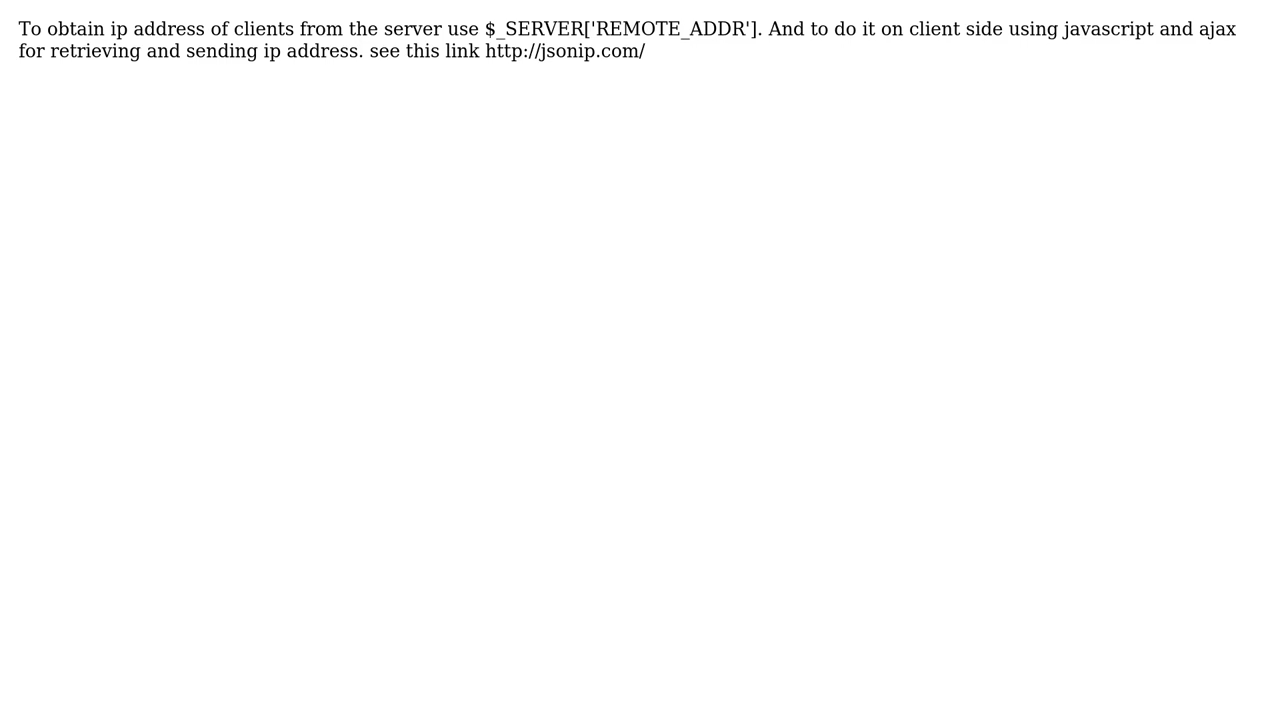 To obtain ip address of clients from the server use $_SERVER['REMOTE_ADDR']. And to do it on client side using javascript and ajax
for retrieving and sending ip address. see this link http://jsonip.com/